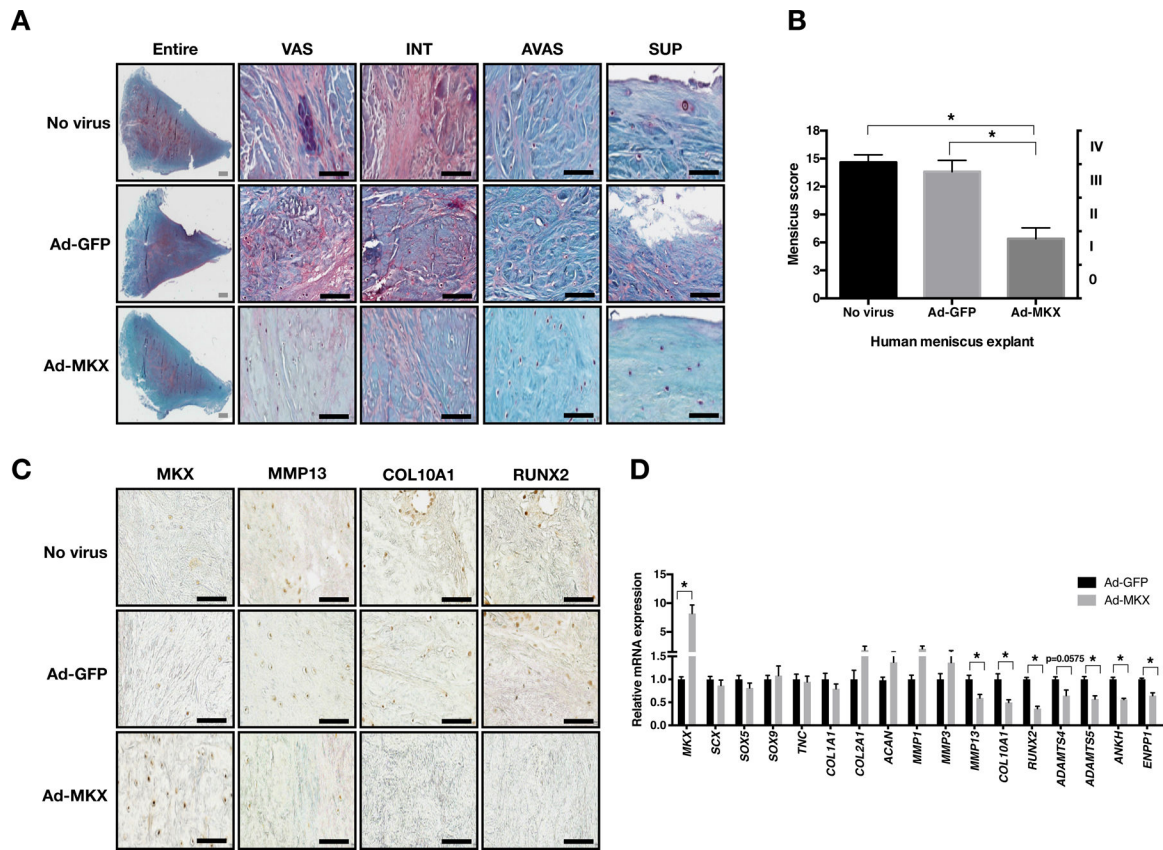 A
Entire VAS INT AVAS SUP
No virus
Ad-GFP
Ad-MKX
B
* *
Mensicus score
18
15
12
9
6
3
0
IV
III
II
I
0
No virus Ad-GFP Ad-MKX
Human meniscus explant
C
MKX MMP13 COL10A1 RUNX2
No virus
Ad-GFP
Ad-MKX
D
Relative mRNA expression
15
10
5
1.5
1.0
0.5
0.0
Ad-GFP
Ad-MKX
* * * * p=0.0575 * * *
MKX SCX SOX5 SOX9 TNC COL1A1 COL2A1 ACAN MMP1 MMP3 MMP13 COL10A1 RUNX2 ADAMTS4 ADAMTS5 ANKH ENPP1